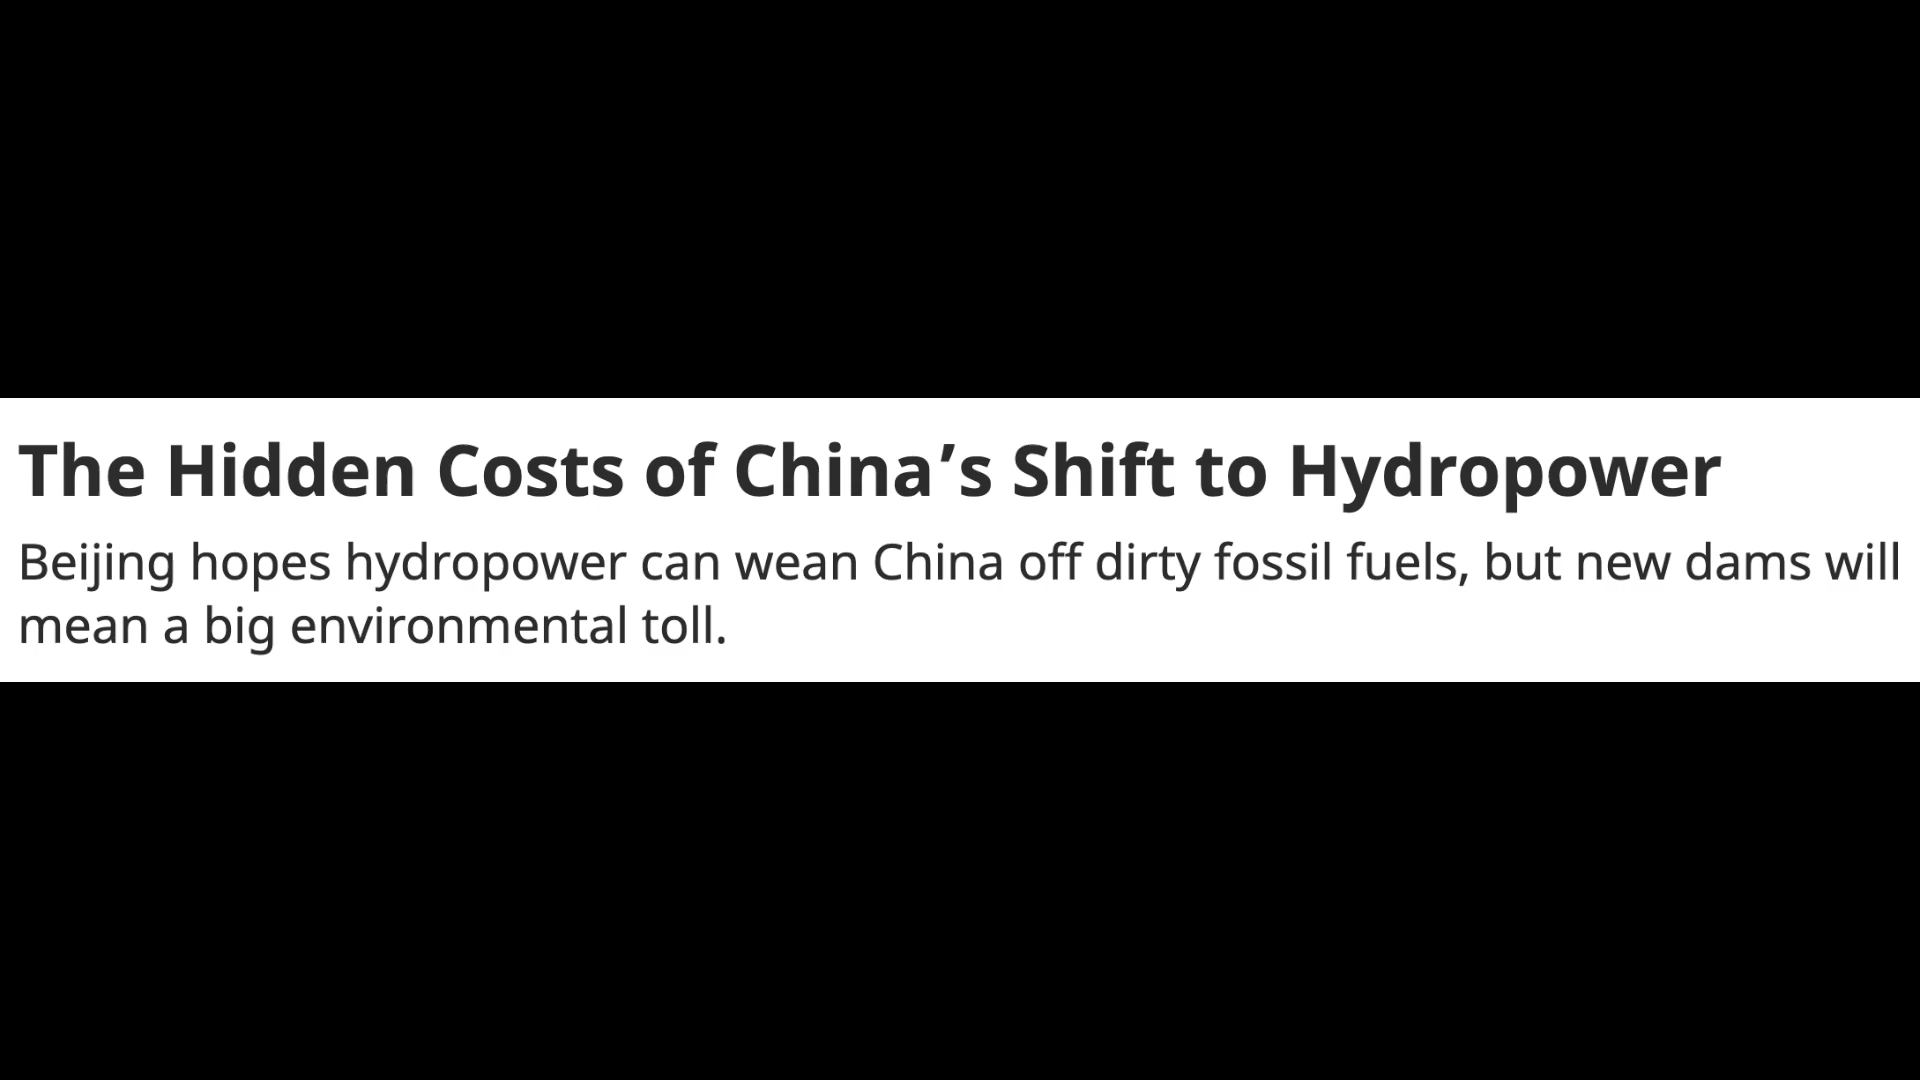 The Hidden Costs of China’s Shift to Hydropower
Beijing hopes hydropower can wean China off dirty fossil fuels, but new dams will
mean a big environmental toll.